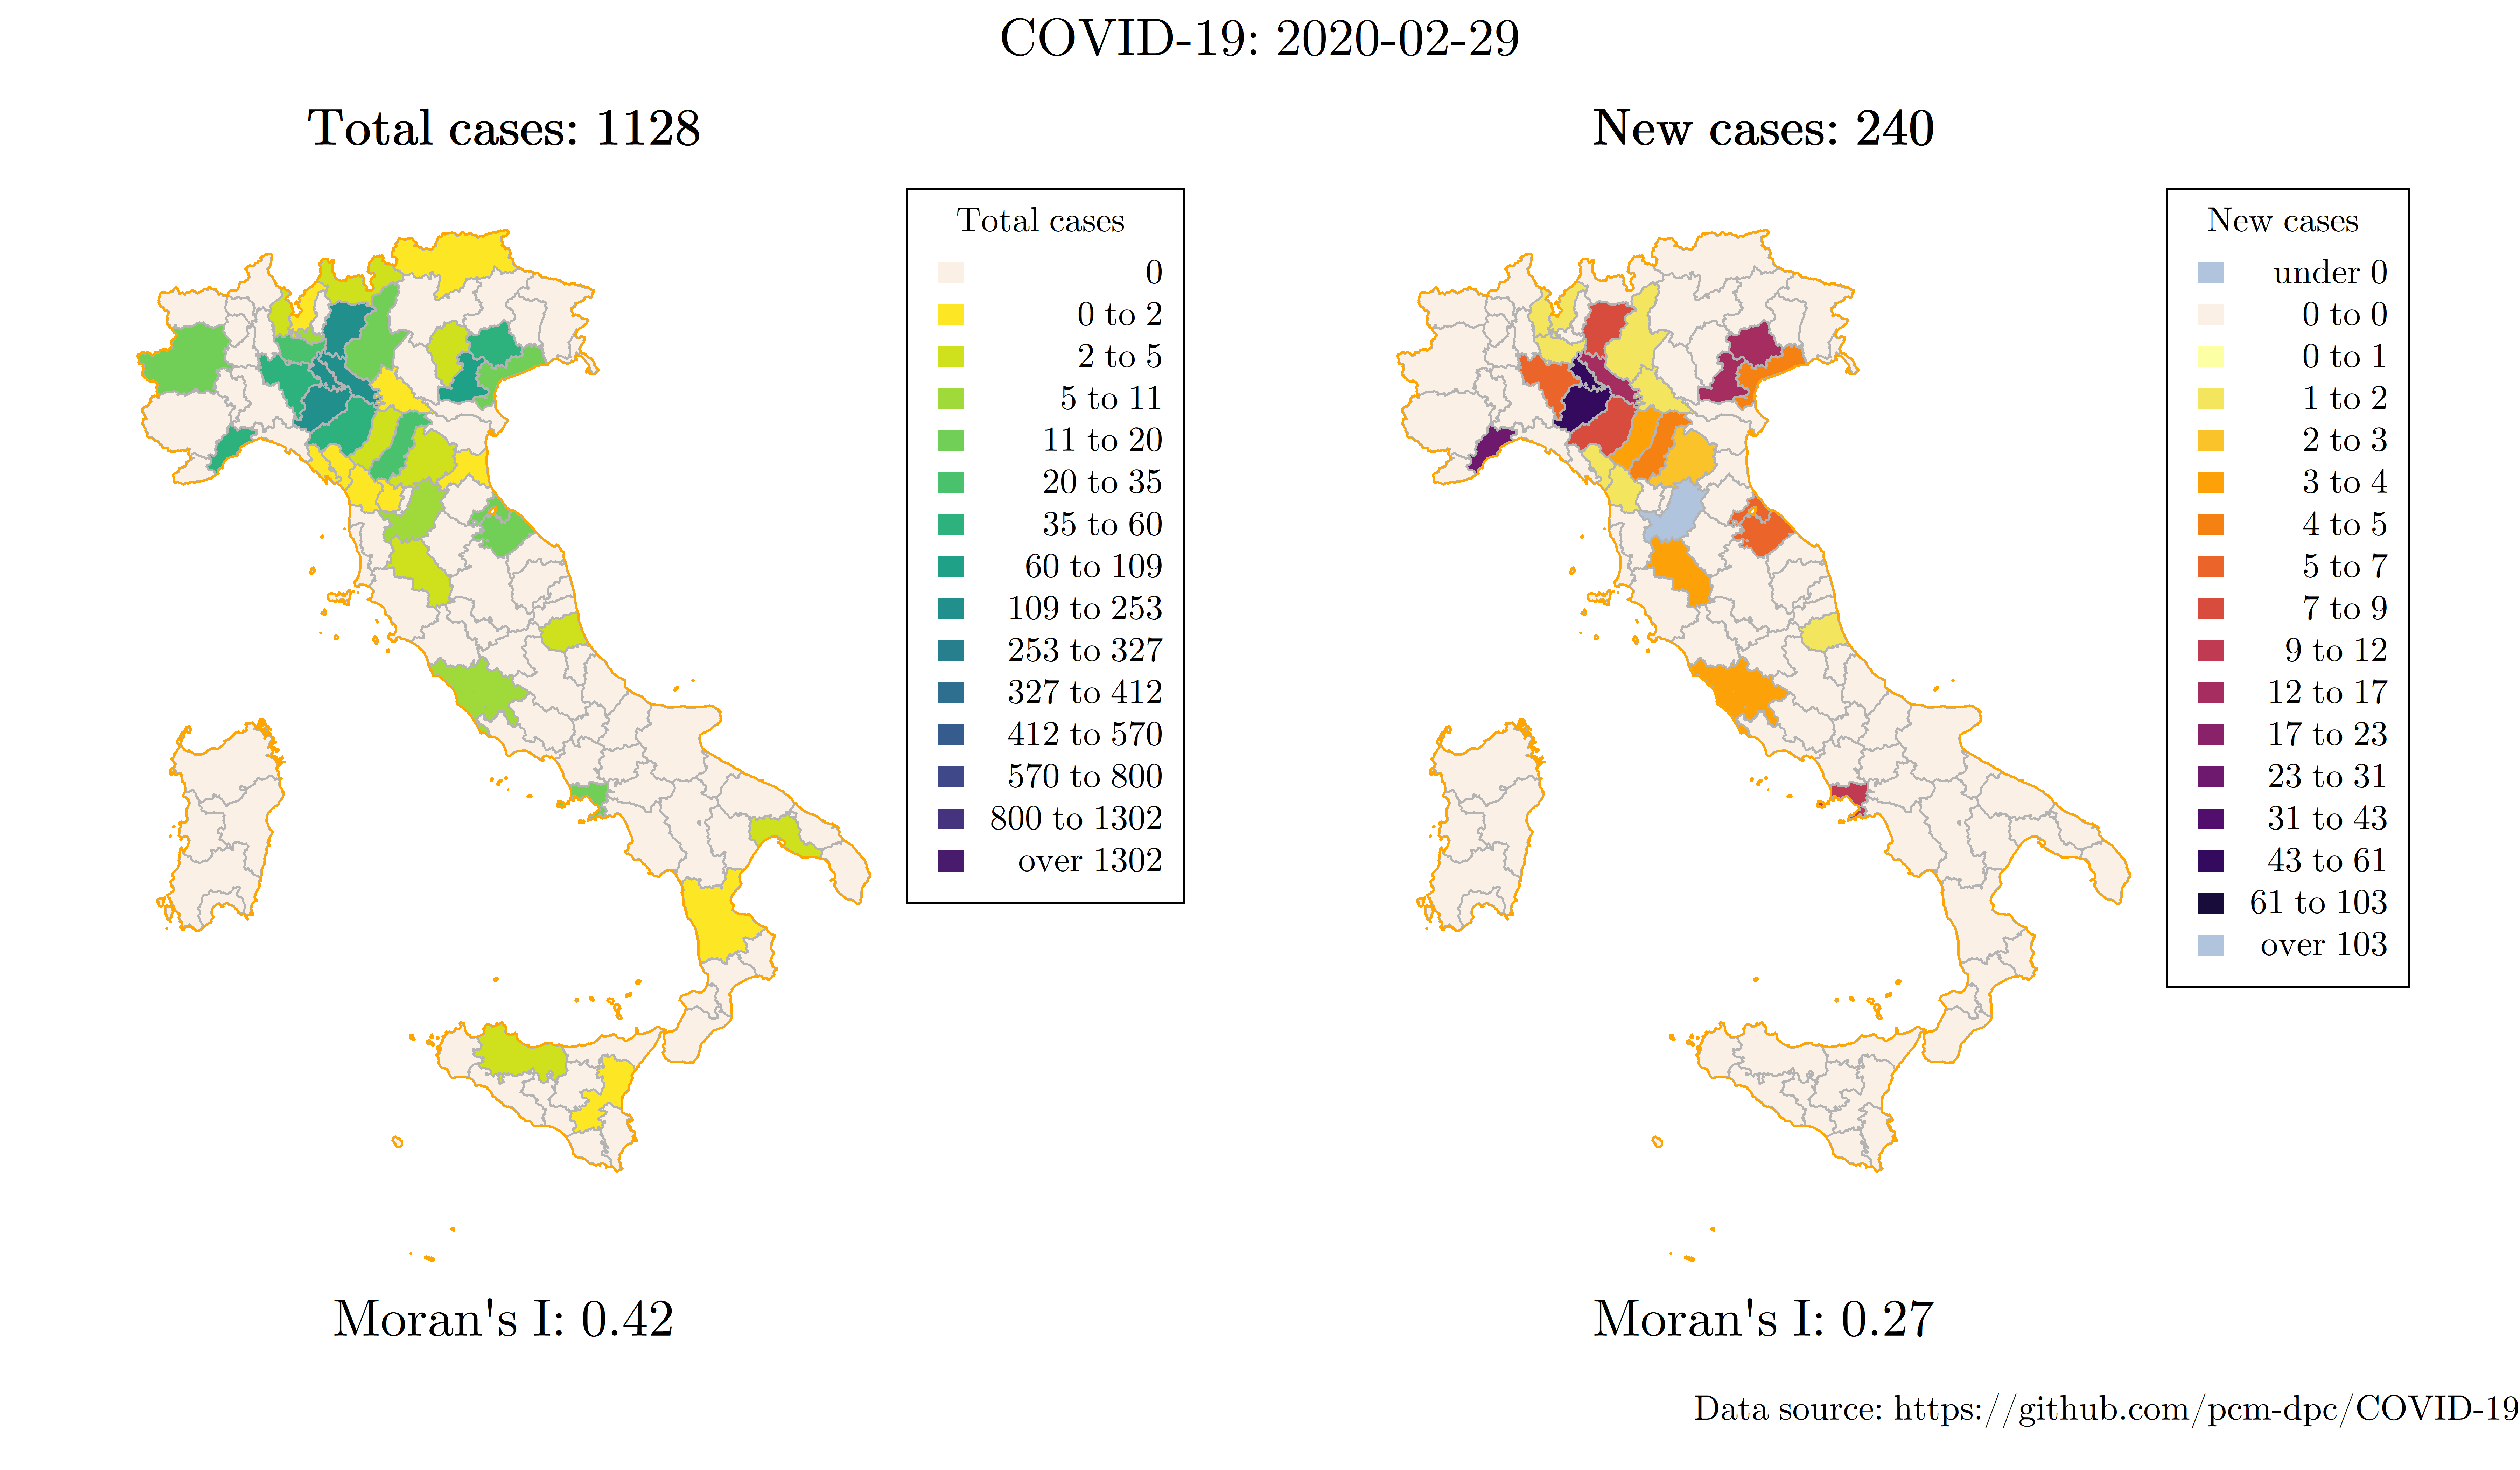 COVID-19: 2020-02-29
Total cases: 1128
Total cases
0
0 to 2
2 to 5
5 to 11
11 to 20
20 to 35
35 to 60
60 to 109
109 to 253
253 to 327
327 to 412
412 to 570
570 to 800
800 to 1302
over 1302
Moran's I: 0.42
New cases: 240
New cases
under 0
0 to 0
0 to 1
1 to 2
2 to 3
3 to 4
4 to 5
5 to 7
7 to 9
9 to 12
12 to 17
17 to 23
23 to 31
31 to 43
43 to 61
61 to 103
over 103
Moran's I: 0.27
Data source: https://github.com/pcm-dpc/COVID-19